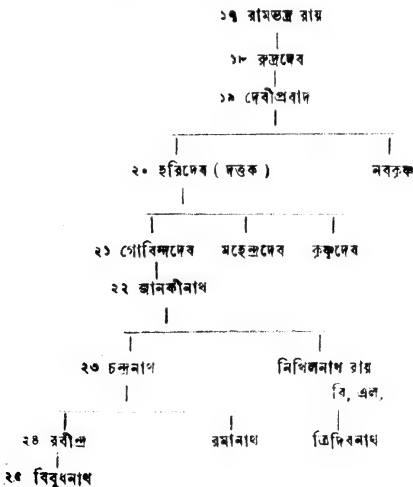 ১৭ রামভদ্র রায়
১৮ রুদ্রদেব
১৯ দেবীপ্রবাদ
২০ হরিদেব ( দত্তক ) নবকৃষ্ণ
২১ গোবিন্দদেব মহেন্দ্রদেব কৃষ্ণদেব
২২ জানকীনাথ
২৩ চন্দ্রনাথ নিখিলনাথ রায়
বি, এল,
২৪ রবীন্দ্র রমানাথ ত্রিদিবনাথ
২৫ বিবুধনাথ